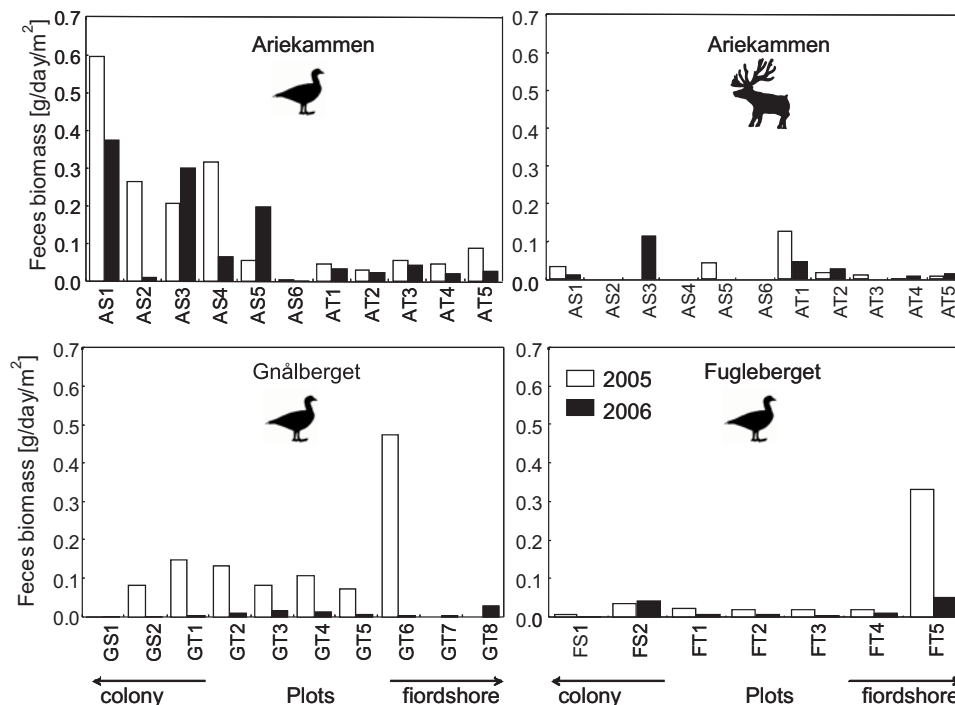 Feces biomass [g/day/m²]
0.7
0.6
0.5
0.4
0.3
0.2
0.1
0.0
Ariekammen
AS1
AS2
AS3
AS4
AS5
AS6
AT1
AT2
AT3
AT4
AT5
0.7
0.6
0.5
0.4
0.3
0.2
0.1
0.0
Ariekammen
AS1
AS2
AS3
AS4
AS5
AS6
AT1
AT2
AT3
AT4
AT5
Feces biomass [g/day/m²]
0.7
0.6
0.5
0.4
0.3
0.2
0.1
0.0
Gnålberget
GS1
GS2
GT1
GT2
GT3
GT4
GT5
GT6
GT7
GT8
colony
Plots
fiordshore
0.7
0.6
0.5
0.4
0.3
0.2
0.1
0.0
Fugleberget
2005
2006
FS1
FS2
FT1
FT2
FT3
FT4
FT5
colony
Plots
fiordshore